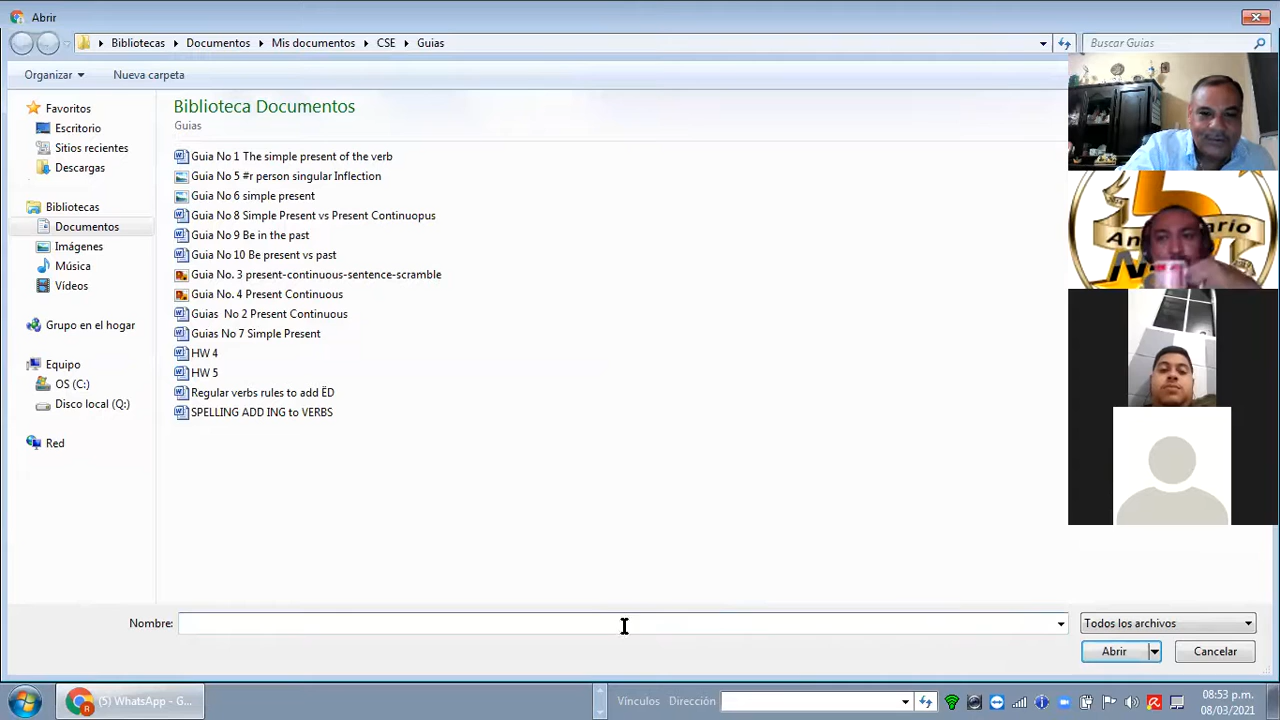 Abrir
Bibliotecas Documentos Mis documentos CSE Guias
Buscar Guias
Organizar Nueva carpeta
Favoritos
Escritorio
Sitios recientes
Descargas
Bibliotecas
Documentos
Imágenes
Música
Vídeos
Grupo en el hogar
Equipo
OS (C:)
Disco local (Q:)
Red
Biblioteca Documentos
Guias
Guia No 1 The simple present of the verb
Guia No 5 #r person singular Inflection
Guia No 6 simple present
Guia No 8 Simple Present vs Present Continuopus
Guia No 9 Be in the past
Guia No 10 Be present vs past
Guia No. 3 present-continuous-sentence-scramble
Guia No. 4 Present Continuous
Guias  No 2 Present Continuous
Guias No 7 Simple Present
HW 4
HW 5
Regular verbs rules to add ËD
SPELLING ADD ING to VERBS
5
Nombre:
Todos los archivos
Abrir
Cancelar
(5) WhatsApp - G...
Vínculos Dirección
08:53 p.m.
08/03/2021